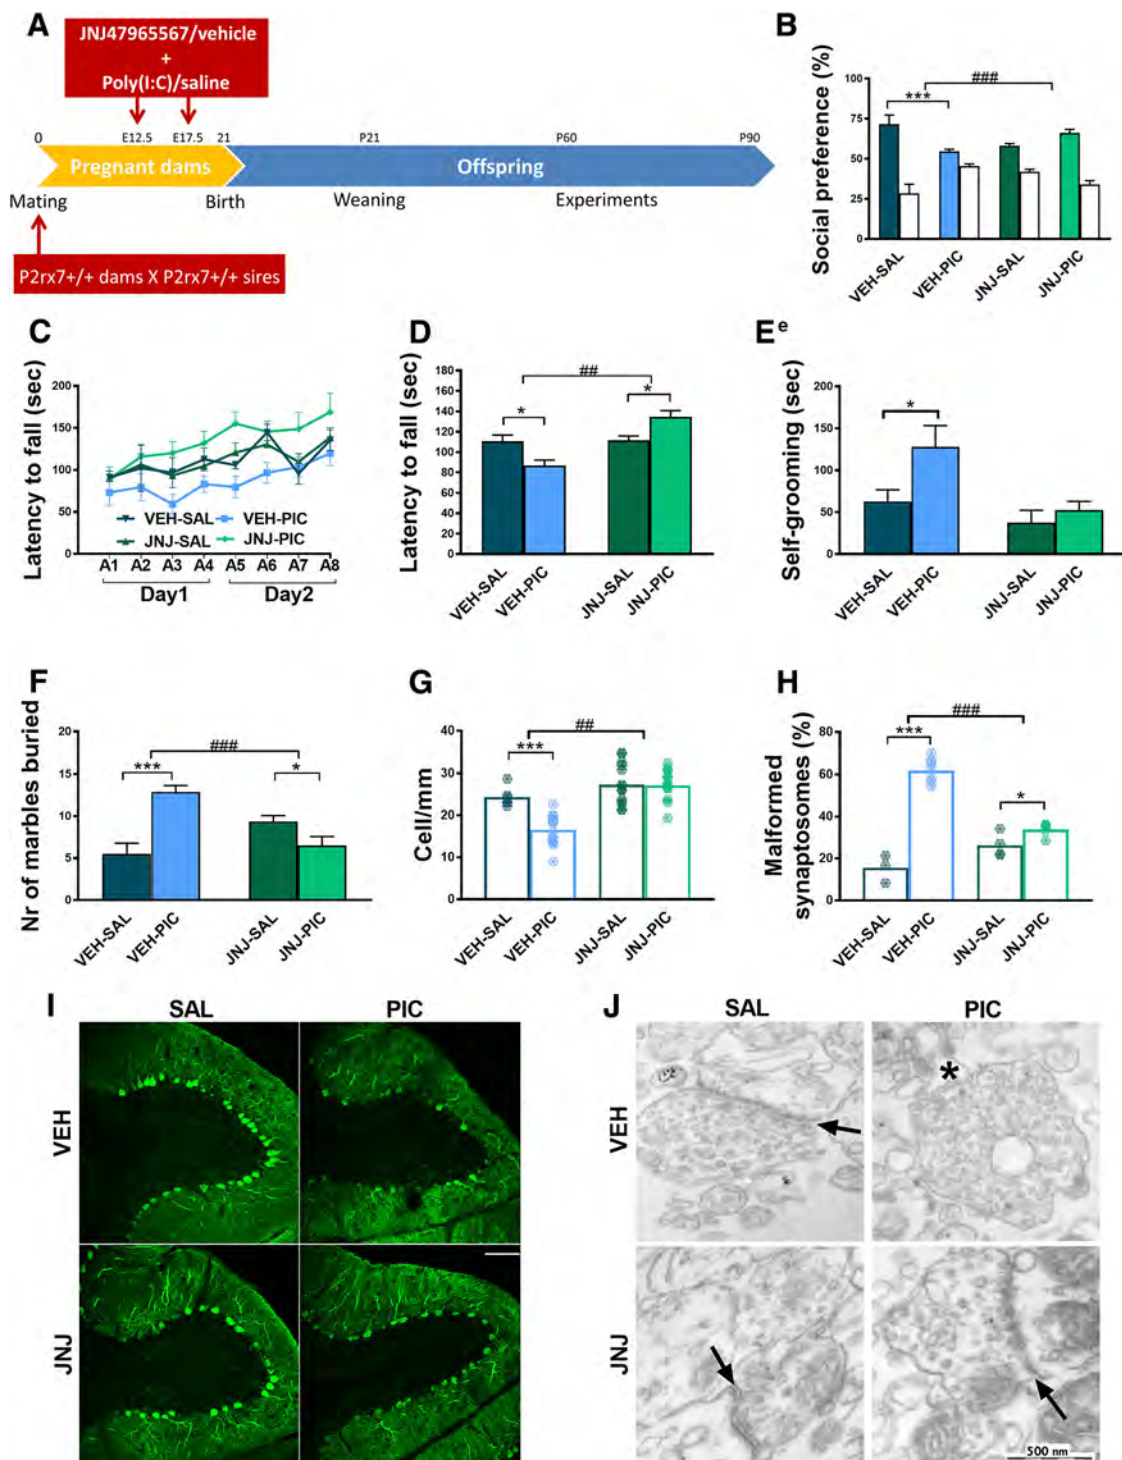 A
JNJ47965567/vehicle
+
Poly(I:C)/saline
0 E12.5 E17.5 21 P21 P60 P90
Pregnant dams Offspring
Mating Birth Weaning Experiments
P2rx7+/+ dams X P2rx7+/+ sires
B
Social preference (%)
100
75
50
25
0
***
###
VEH-SAL VEH-PIC JNJ-SAL JNJ-PIC
C
Latency to fall (sec)
200
150
100
50
0
VEH-SAL VEH-PIC
JNJ-SAL JNJ-PIC
A1 A2 A3 A4 A5 A6 A7 A8
Day1 Day2
D
Latency to fall (sec)
180
160
140
120
100
80
60
40
20
0
##
* *
VEH-SAL VEH-PIC JNJ-SAL JNJ-PIC
E e
Self-grooming (sec)
200
150
100
50
0
*
VEH-SAL VEH-PIC JNJ-SAL JNJ-PIC
F
Nr of marbles buried
20
15
10
5
0
###
*** *
VEH-SAL VEH-PIC JNJ-SAL JNJ-PIC
G
Cell/mm
40
30
20
10
0
##
***
VEH-SAL VEH-PIC JNJ-SAL JNJ-PIC
H
Malformed
synaptosomes (%)
80
60
40
20
0
###
*** *
VEH-SAL VEH-PIC JNJ-SAL JNJ-PIC
I
SAL PIC
VEH
JNJ
J
SAL PIC
VEH
*
JNJ
500 nm